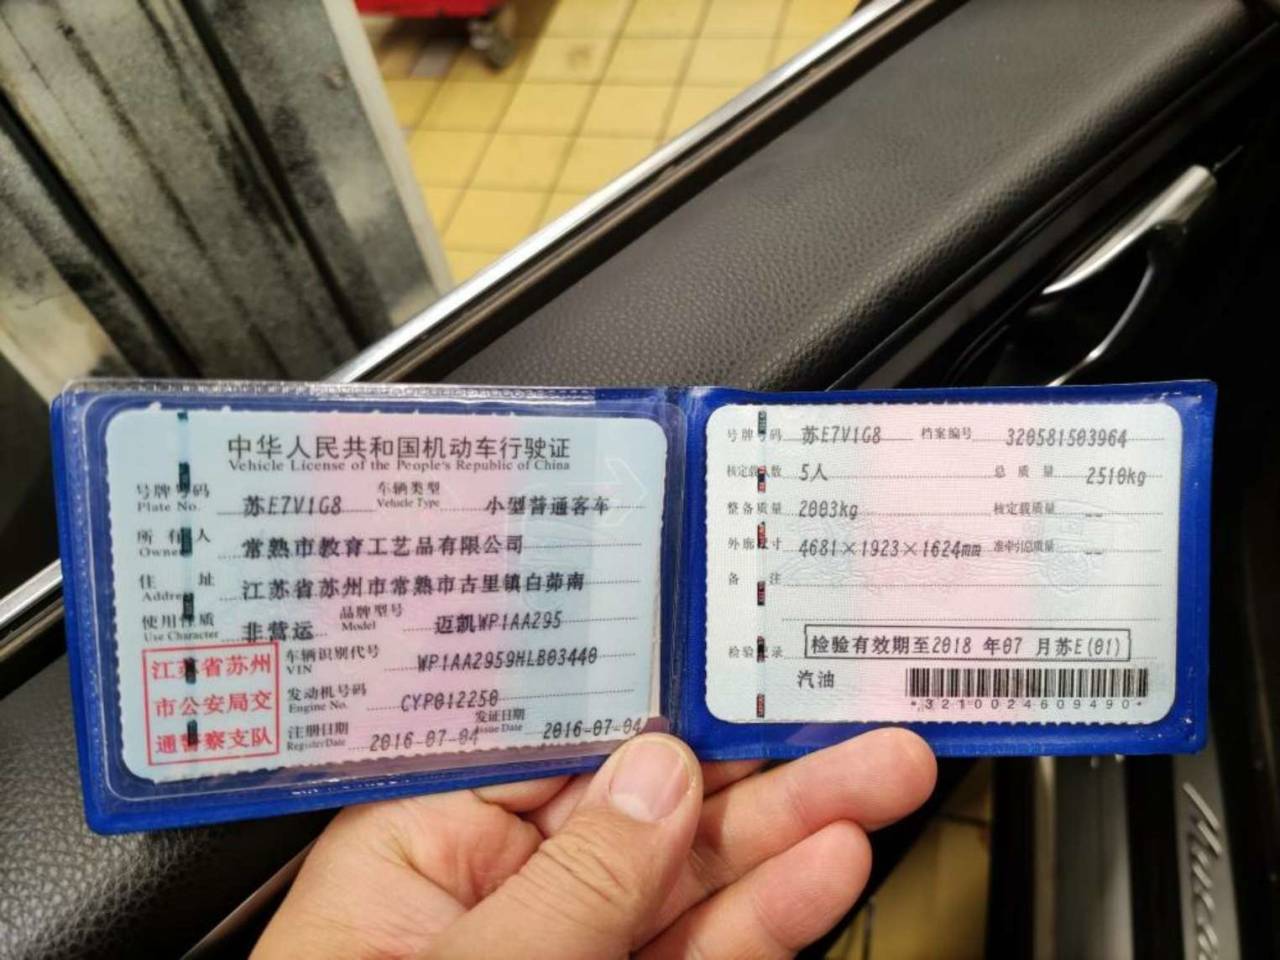 中华人民共和国机动车行驶证
Vehicle License of the People's Republic of China
号牌号码 苏E7V1G8 车辆类型 小型普通客车
Plate No. Vehicle Type
所有人 常熟市教育工艺品有限公司
Owner
住址 江苏省苏州市常熟市古里镇白茆南
Address
使用性质 非营运 品牌型号 迈凯WP1AA295
Use Character Model
江苏省苏州
市公安局交
通警察支队
车辆识别代号 WP1AA2959HLB03440
VIN
发动机号码 CYP012250
Engine No.
注册日期 2016-07-04 发证日期 2016-07-04
Register Date Issue Date
号牌号码 苏E7V1G8 档案编号 320581503964
核定载人数 5人 总质量 2510kg
整备质量 2003kg 核定载质量 --
外廓尺寸 4681×1923×1624mm 准牵引总质量 --
备注
检验记录 检验有效期至2018 年07 月苏E(01)
汽油
*3210024609490*